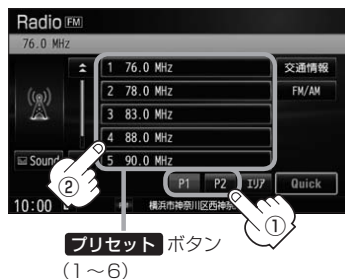 Radio FM
76.0 MHz
1 76.0 MHz
交通情報
2 78.0 MHz
FM/AM
3 83.0 MHz
4 88.0 MHz
Sound
5 90.0 MHz
②
P1 P2 エリア Quick
①
10:00
横浜市神奈川区西神奈
プリセット ボタン
(1~6)